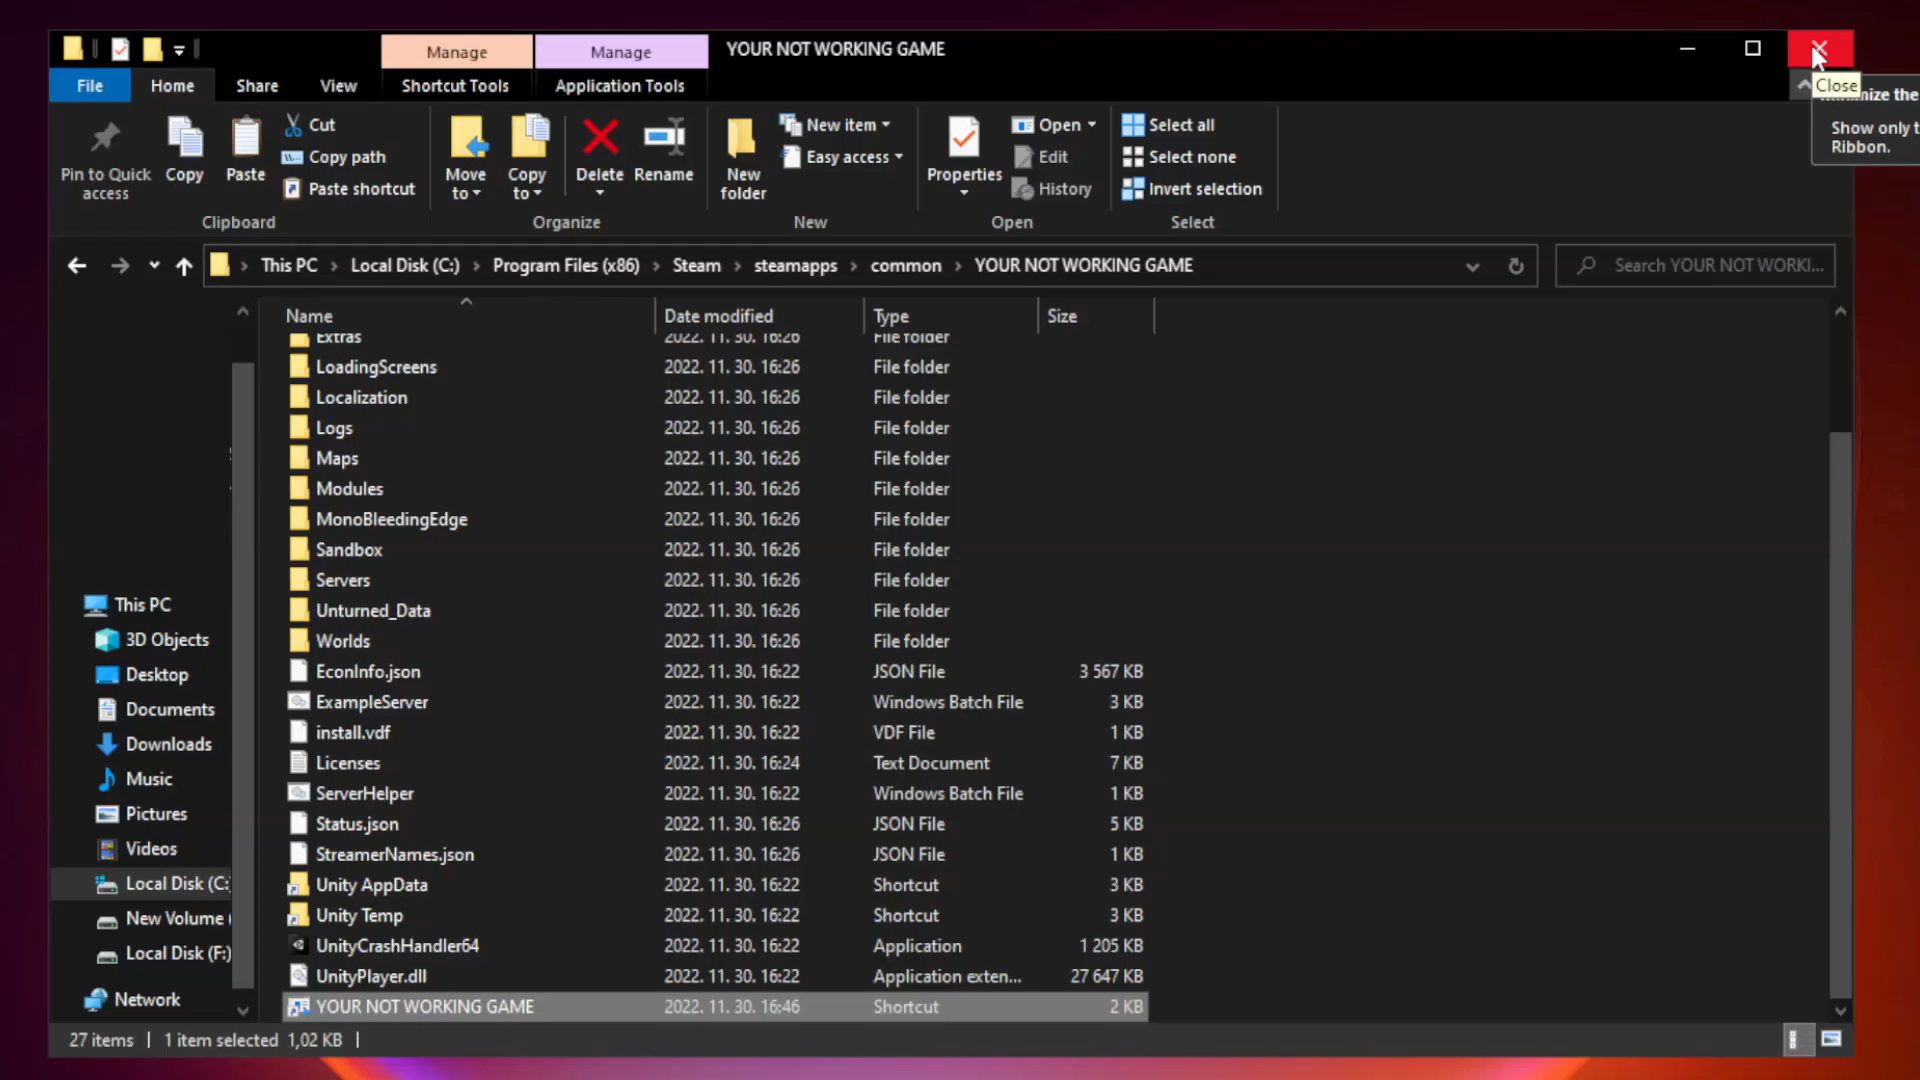 Manage
Manage
YOUR NOT WORKING GAME
Close
File
Home
Share
View
Shortcut Tools
Application Tools
the
Show only t
Ribbon.
Pin to Quick access
Copy
Paste
Cut
Copy path
Paste shortcut
Clipboard
Move to
Copy to
Delete
Rename
Organize
New folder
New item
Easy access
New
Properties
Open
Edit
History
Open
Select all
Select none
Invert selection
Select
This PC > Local Disk (C:) > Program Files (x86) > Steam > steamapps > common > YOUR NOT WORKING GAME
Search YOUR NOT WORKI...
Name Date modified Type Size
Extras 2022. 11. 30. 16:26 File folder
LoadingScreens 2022. 11. 30. 16:26 File folder
Localization 2022. 11. 30. 16:26 File folder
Logs 2022. 11. 30. 16:26 File folder
Maps 2022. 11. 30. 16:26 File folder
Modules 2022. 11. 30. 16:26 File folder
MonoBleedingEdge 2022. 11. 30. 16:26 File folder
Sandbox 2022. 11. 30. 16:26 File folder
Servers 2022. 11. 30. 16:26 File folder
Unturned_Data 2022. 11. 30. 16:26 File folder
Worlds 2022. 11. 30. 16:26 File folder
EconInfo.json 2022. 11. 30. 16:22 JSON File 3 567 KB
ExampleServer 2022. 11. 30. 16:22 Windows Batch File 3 KB
install.vdf 2022. 11. 30. 16:22 VDF File 1 KB
Licenses 2022. 11. 30. 16:24 Text Document 7 KB
ServerHelper 2022. 11. 30. 16:22 Windows Batch File 1 KB
Status.json 2022. 11. 30. 16:26 JSON File 5 KB
StreamerNames.json 2022. 11. 30. 16:26 JSON File 1 KB
Unity AppData 2022. 11. 30. 16:22 Shortcut 3 KB
Unity Temp 2022. 11. 30. 16:22 Shortcut 3 KB
UnityCrashHandler64 2022. 11. 30. 16:22 Application 1 205 KB
UnityPlayer.dll 2022. 11. 30. 16:22 Application exten... 27 647 KB
YOUR NOT WORKING GAME 2022. 11. 30. 16:46 Shortcut 2 KB
This PC
3D Objects
Desktop
Documents
Downloads
Music
Pictures
Videos
Local Disk (C:
New Volume (
Local Disk (F:)
Network
27 items
1 item selected 1,02 KB